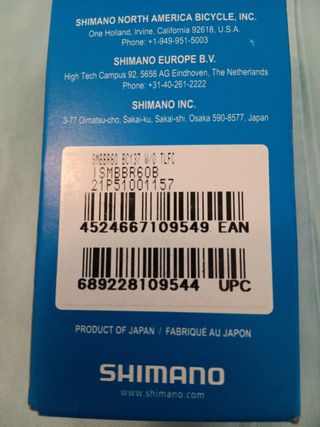 SHIMANO NORTH AMERICA BICYCLE, INC.
One Holland, Irvine, California 92618, U.S.A.
Phone: +1-949-951-5003
SHIMANO EUROPE B.V.
High Tech Campus 92, 5656 AG Eindhoven, The Netherlands
Phone: +31-40-261-2222
SHIMANO INC.
3-77 Oimatsu-cho, Sakai-ku, Sakai-shi, Osaka 590-8577, Japan
SMBBR60 BC137 W/O TLFC
ISMBBR60B
21P51001157
4524667109549 EAN
689228109544 UPC
PRODUCT OF JAPAN / FABRIQUÉ AU JAPON
SHIMANO
www.shimano.com